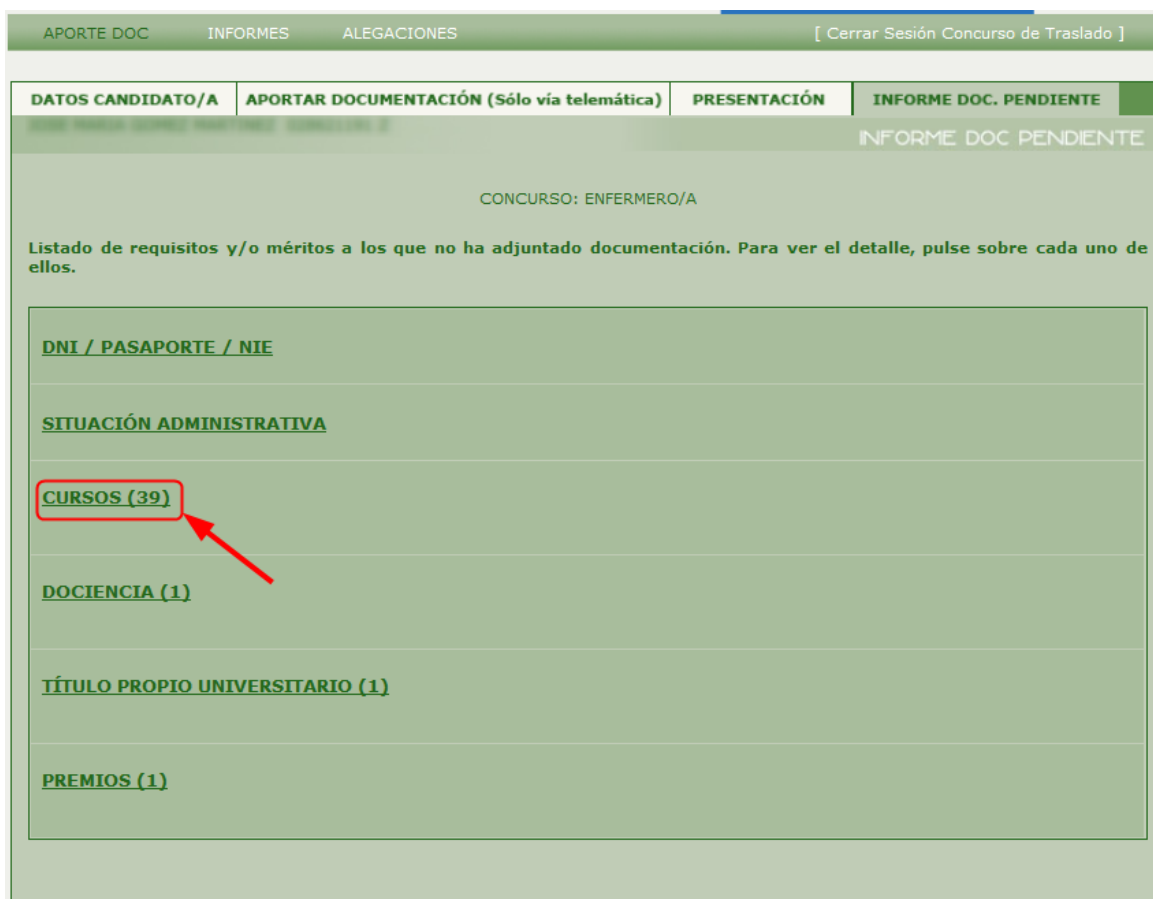 APORTE DOC INFORMES ALEGACIONES [ Cerrar Sesión Concurso de Traslado ]
DATOS CANDIDATO/A APORTAR DOCUMENTACIÓN (Sólo vía telemática) PRESENTACIÓN INFORME DOC. PENDIENTE
INFORME DOC PENDIENTE
CONCURSO: ENFERMERO/A
Listado de requisitos y/o méritos a los que no ha adjuntado documentación. Para ver el detalle, pulse sobre cada uno de
ellos.
DNI / PASAPORTE / NIE
SITUACIÓN ADMINISTRATIVA
CURSOS (39)
DOCIENCIA (1)
TÍTULO PROPIO UNIVERSITARIO (1)
PREMIOS (1)